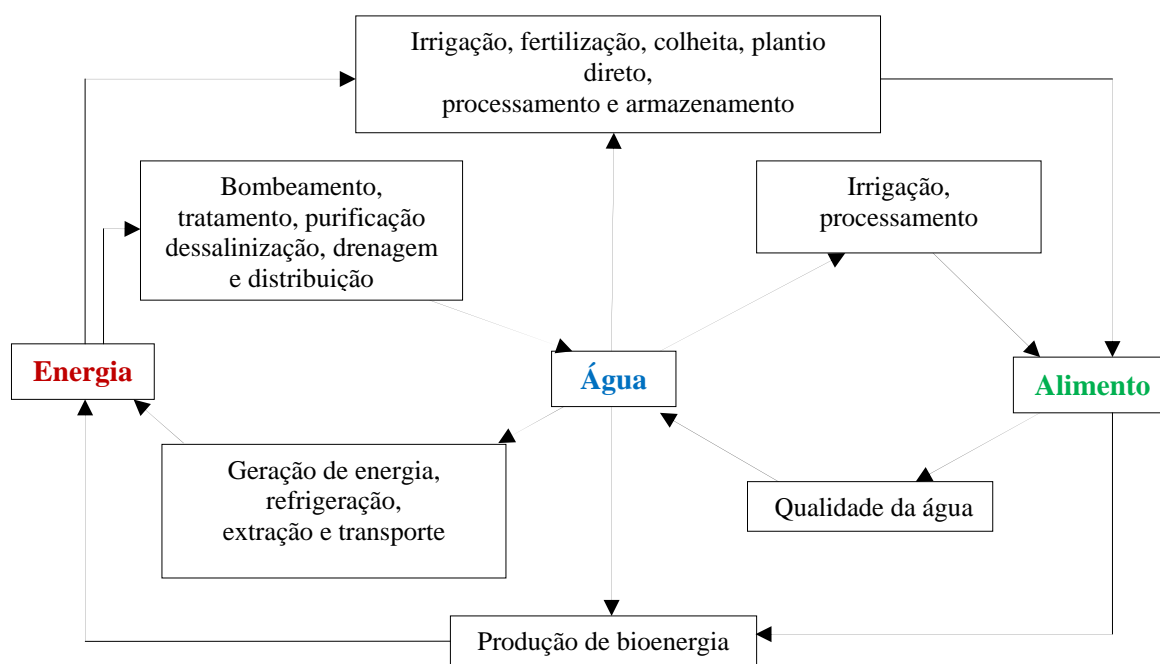 Irrigação, fertilização, colheita, plantio
direto,
processamento e armazenamento
Bombeamento,
tratamento, purificação
dessalinização, drenagem
e distribuição
Irrigação,
processamento
Energia
Água
Alimento
Geração de energia,
refrigeração,
extração e transporte
Qualidade da água
Produção de bioenergia